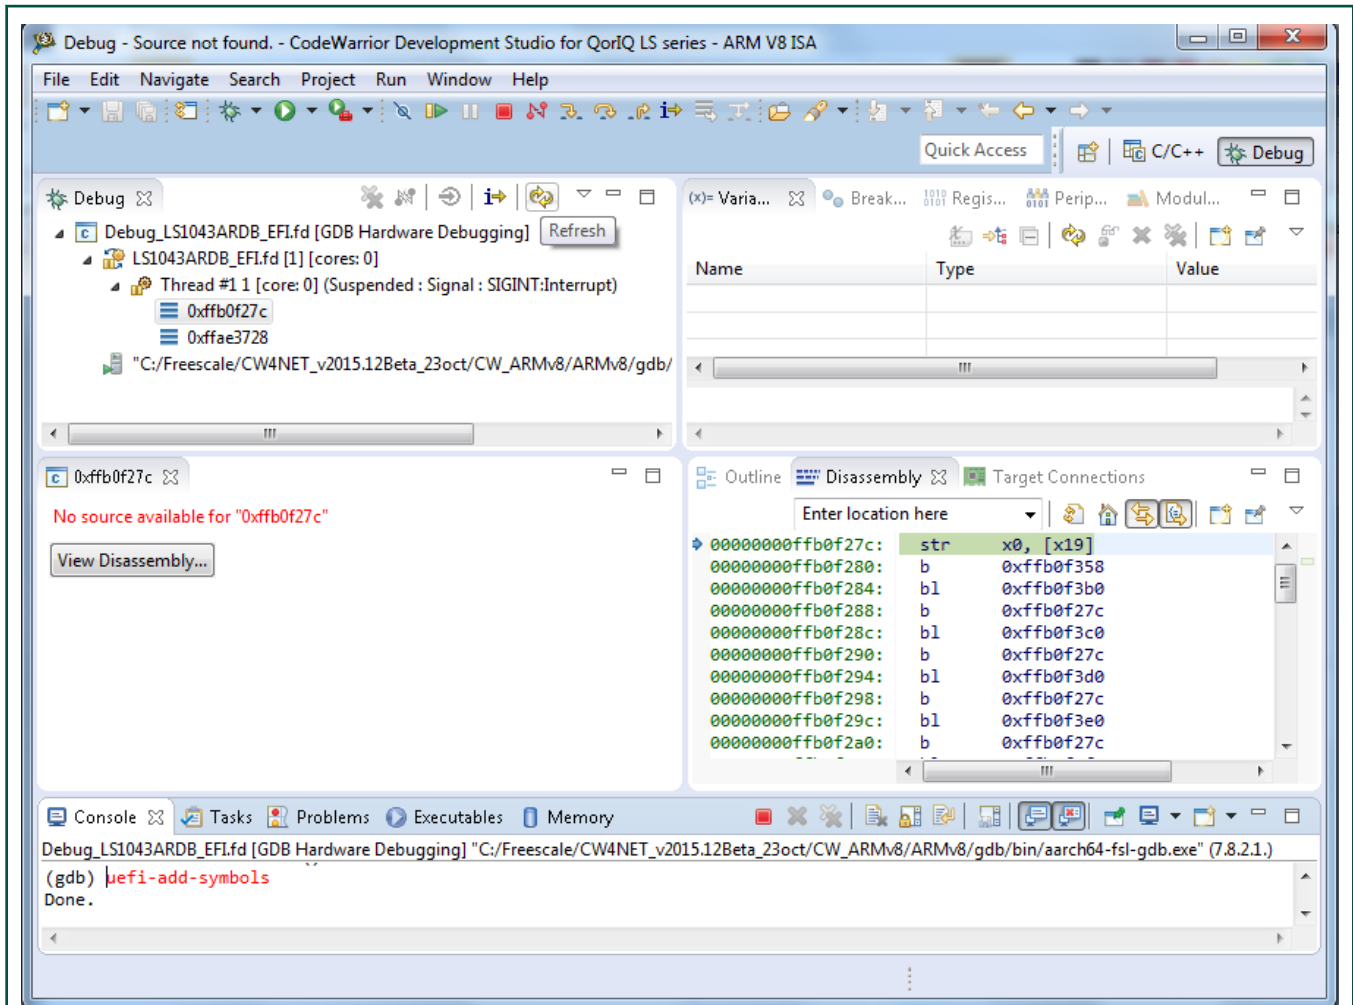 Debug - Source not found. - CodeWarrior Development Studio for QorIQ LS series - ARM V8 ISA
File Edit Navigate Search Project Run Window Help
Quick Access C/C++ Debug
Debug
Refresh
Debug_LS1043ARDB_EFI.fd [GDB Hardware Debugging]
LS1043ARDB_EFI.fd [1] [cores: 0]
Thread #1 1 [core: 0] (Suspended : Signal : SIGINT:Interrupt)
0xffb0f27c
0xffae3728
"C:/Freescale/CW4NET_v2015.12Beta_23oct/CW_ARMv8/ARMv8/gdb/
(x)= Varia... Break... Regis... Perip... Modul...
Name Type Value
0xffb0f27c
No source available for "0xffb0f27c"
View Disassembly...
Outline Disassembly Target Connections
Enter location here
00000000ffb0f27c: str x0, [x19]
00000000ffb0f280: b 0xffb0f358
00000000ffb0f284: bl 0xffb0f3b0
00000000ffb0f288: b 0xffb0f27c
00000000ffb0f28c: bl 0xffb0f3c0
00000000ffb0f290: b 0xffb0f27c
00000000ffb0f294: bl 0xffb0f3d0
00000000ffb0f298: b 0xffb0f27c
00000000ffb0f29c: bl 0xffb0f3e0
00000000ffb0f2a0: b 0xffb0f27c
Console Tasks Problems Executables Memory
Debug_LS1043ARDB_EFI.fd [GDB Hardware Debugging] "C:/Freescale/CW4NET_v2015.12Beta_23oct/CW_ARMv8/ARMv8/gdb/bin/aarch64-fsl-gdb.exe" (7.8.2.1.)
(gdb) uefi-add-symbols
Done.